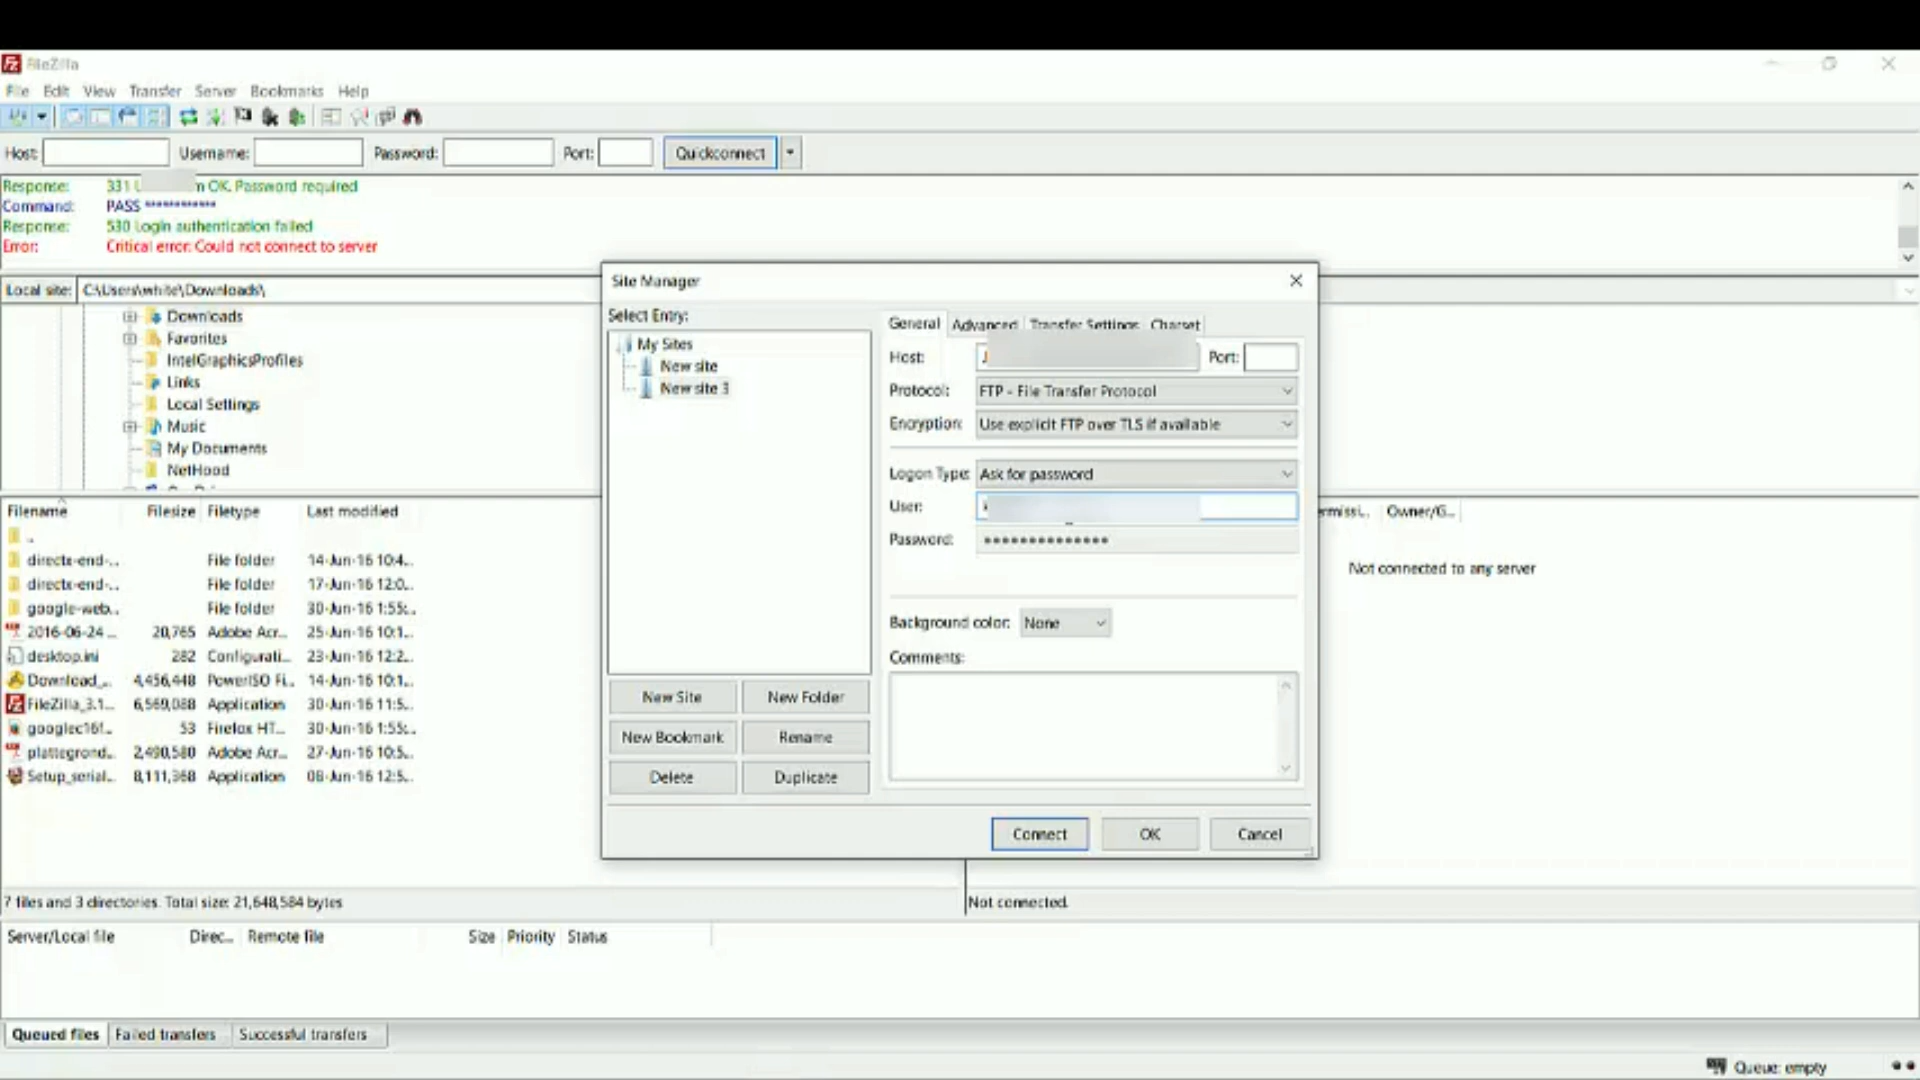 FileZilla
File Edit View Transfer Server Bookmarks Help
Host: Username: Password: Port: Quickconnect
Response: 331 OK. Password required
Command: PASS ************
Response: 530 Login authentication failed
Error: Critical error: Could not connect to server
Local site: C:\Users\white\Downloads\
Downloads
Favorites
IntelGraphicsProfiles
Links
Local Settings
Music
My Documents
NetHood
Filename Filesize Filetype Last modified
..
directx-end-... File folder 14-Jun-16 10:4...
directx-end-... File folder 17-Jun-16 12:0...
google-web... File folder 30-Jun-16 1:55:...
2016-06-24 ... 20,765 Adobe Acr... 25-Jun-16 10:1...
desktop.ini 282 Configurati... 23-Jun-16 12:2...
Download_... 4,456,448 PowerISO Fi... 14-Jun-16 10:1...
FileZilla_3.1... 6,569,088 Application 30-Jun-16 11:5...
googlec16f... 53 Firefox HT... 30-Jun-16 1:55:...
plattegrond... 2,490,580 Adobe Acr... 27-Jun-16 10:5...
Setup_serial... 8,111,368 Application 08-Jun-16 12:5...
7 files and 3 directories. Total size: 21,648,584 bytes
Site Manager
Select Entry:
My Sites
New site
New site 3
New Site New Folder
New Bookmark Rename
Delete Duplicate
General Advanced Transfer Settings Charset
Host: Port:
Protocol: FTP - File Transfer Protocol
Encryption: Use explicit FTP over TLS if available
Logon Type: Ask for password
User:
Password: ••••••••••••••
Background color: None
Comments:
Connect OK Cancel
ermissi... Owner/G...
Not connected to any server
Not connected.
Server/Local file Direc... Remote file Size Priority Status
Queued files Failed transfers Successful transfers
Queue: empty